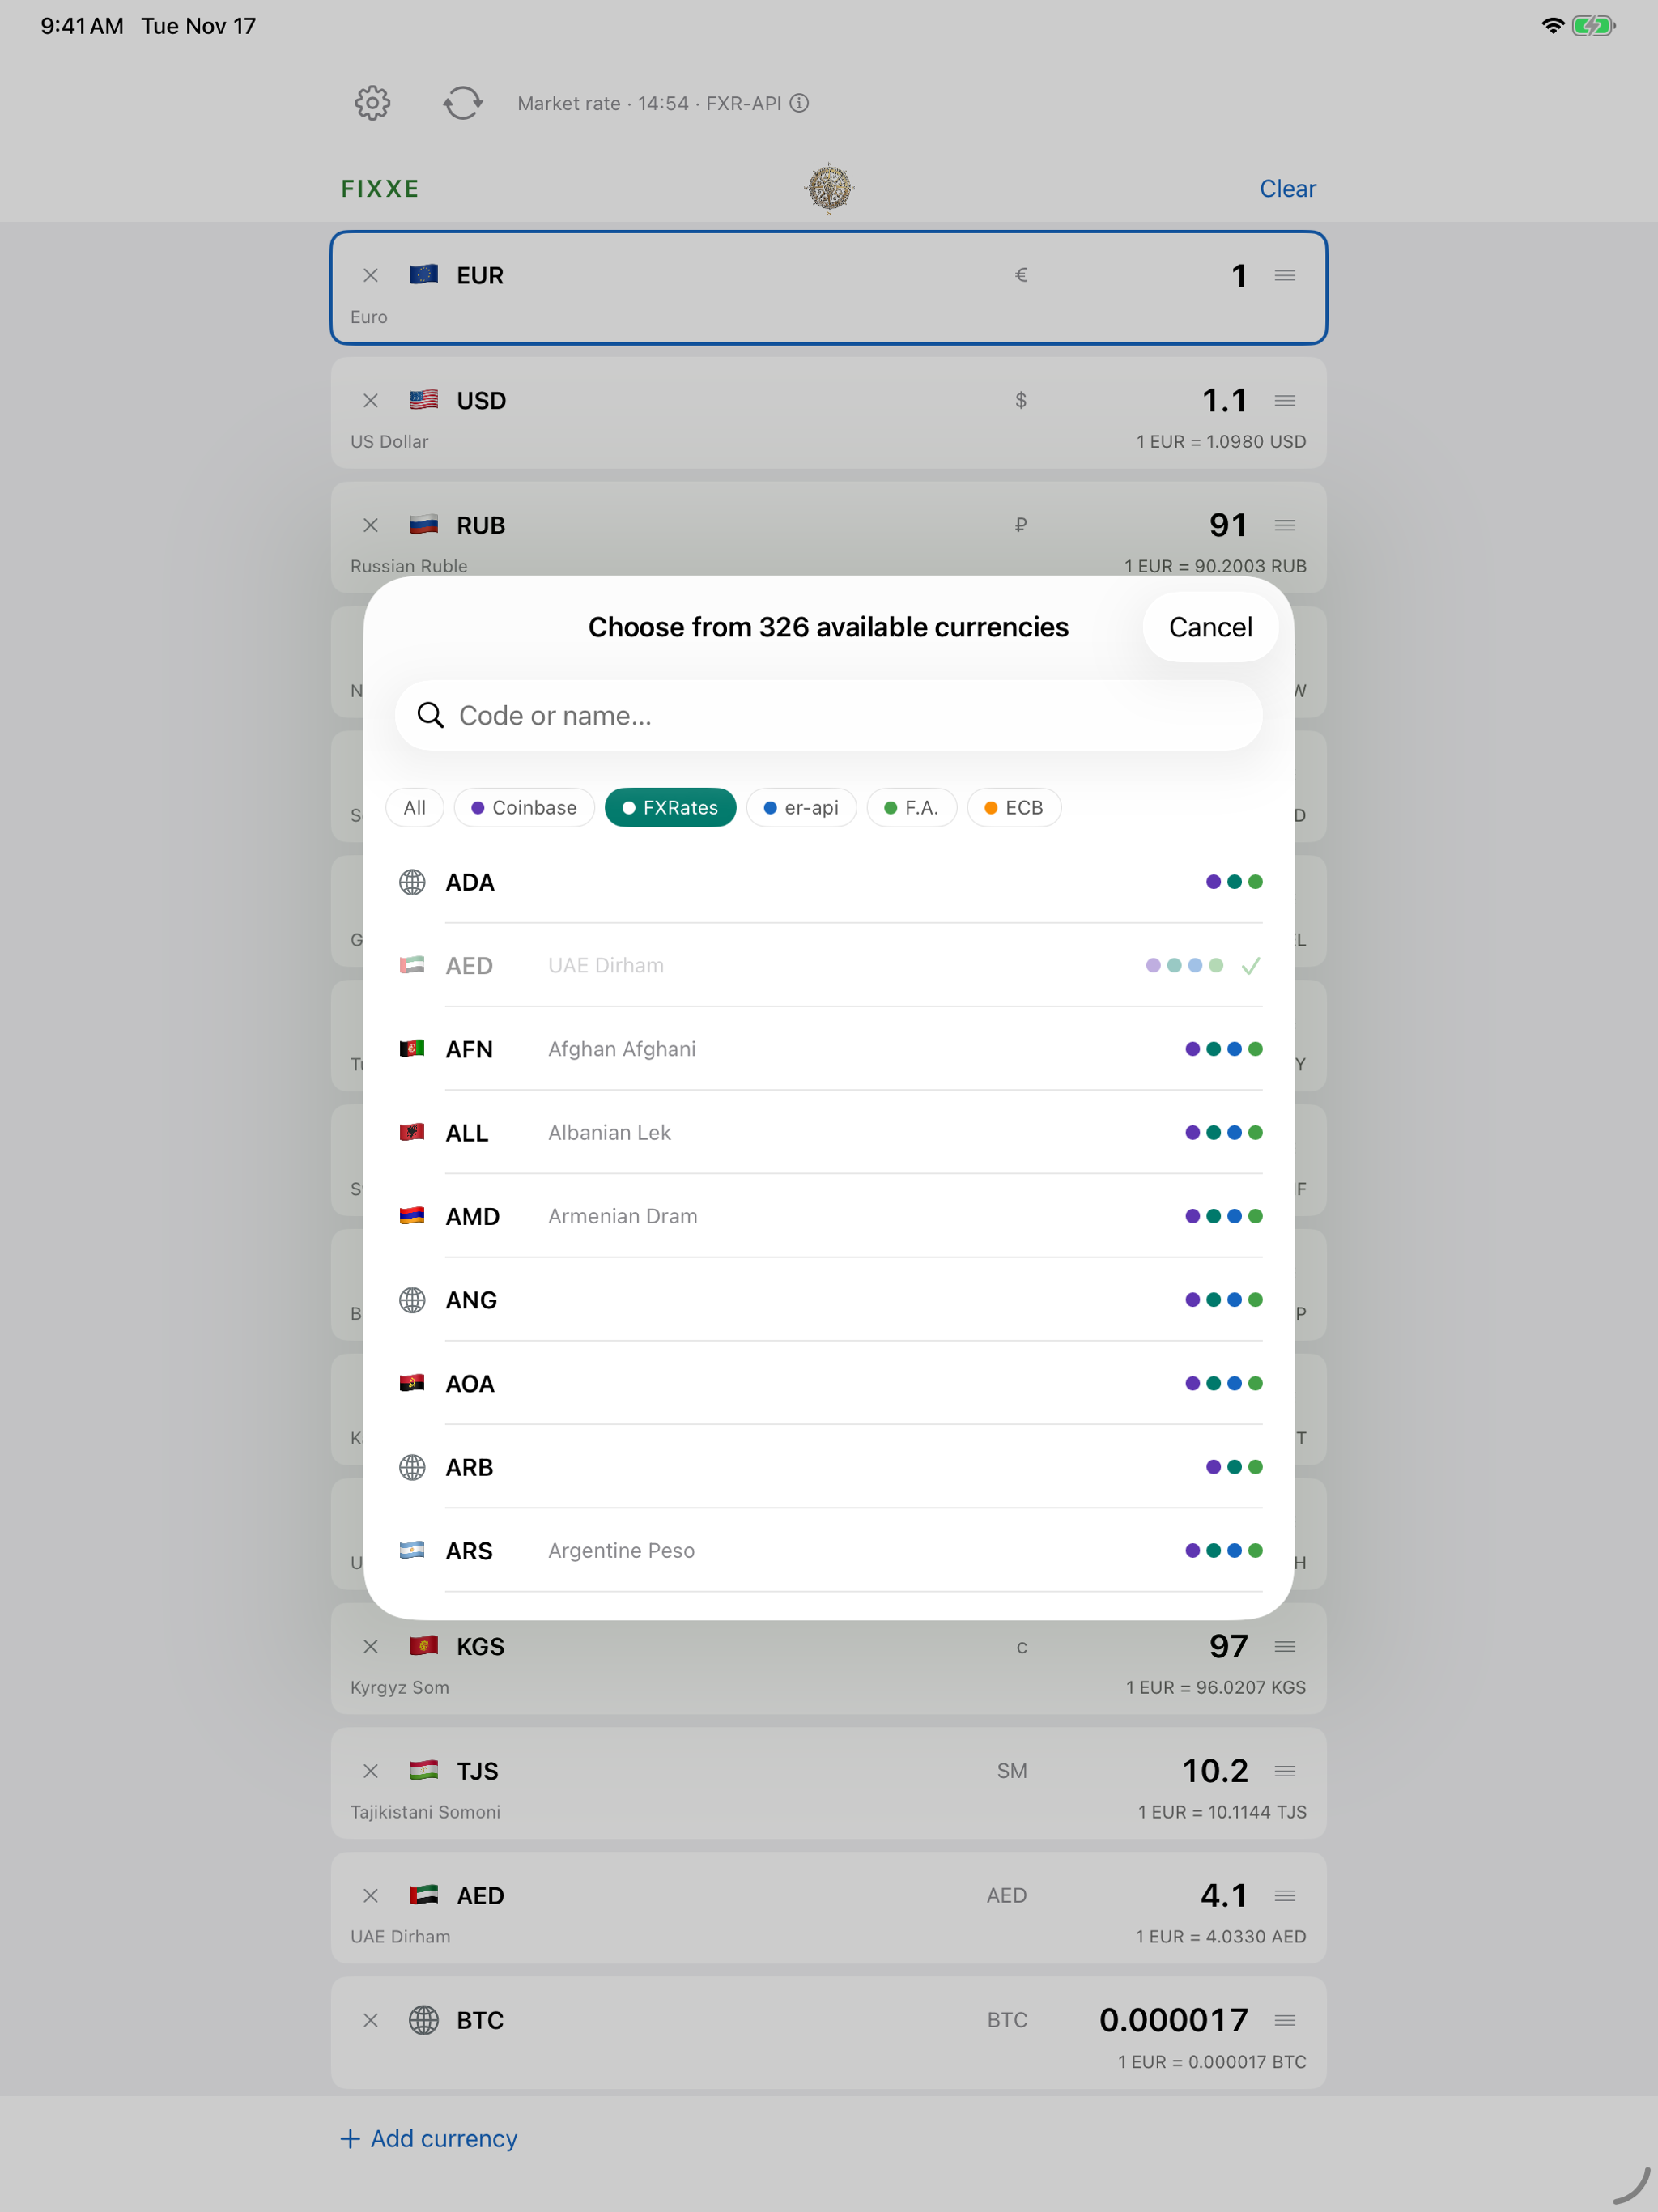 9:41 AM Tue Nov 17
Market rate · 14:54 · FXR-API
FIXXE
Clear
EUR € 1
Euro
USD $ 1.1
US Dollar 1 EUR = 1.0980 USD
RUB ₽ 91
Russian Ruble 1 EUR = 90.2003 RUB
Choose from 326 available currencies
Cancel
Code or name...
All Coinbase FXRates er-api F.A. ECB
ADA
AED UAE Dirham
AFN Afghan Afghani
ALL Albanian Lek
AMD Armenian Dram
ANG
AOA
ARB
ARS Argentine Peso
KGS с 97
Kyrgyz Som 1 EUR = 96.0207 KGS
TJS SM 10.2
Tajikistani Somoni 1 EUR = 10.1144 TJS
AED AED 4.1
UAE Dirham 1 EUR = 4.0330 AED
BTC BTC 0.000017
1 EUR = 0.000017 BTC
+ Add currency